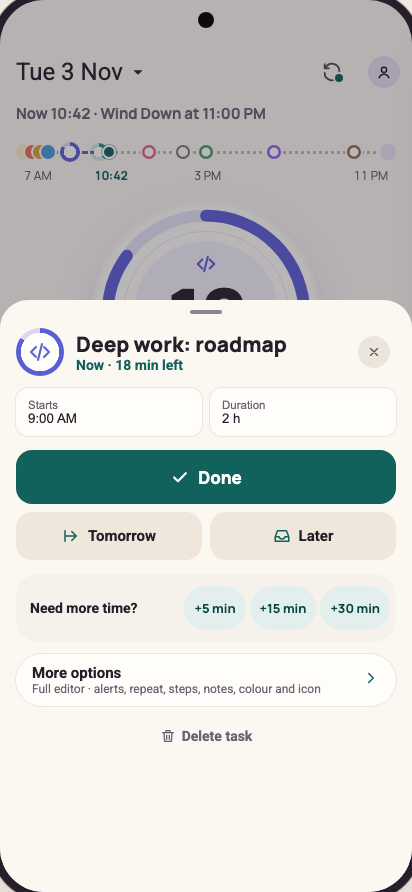 Tue 3 Nov
Now 10:42 · Wind Down at 11:00 PM
7 AM 10:42 3 PM 11 PM
</>
Deep work: roadmap
Now · 18 min left
Starts Duration
9:00 AM 2 h
Done
Tomorrow Later
Need more time? +5 min +15 min +30 min
More options
Full editor · alerts, repeat, steps, notes, colour and icon
Delete task